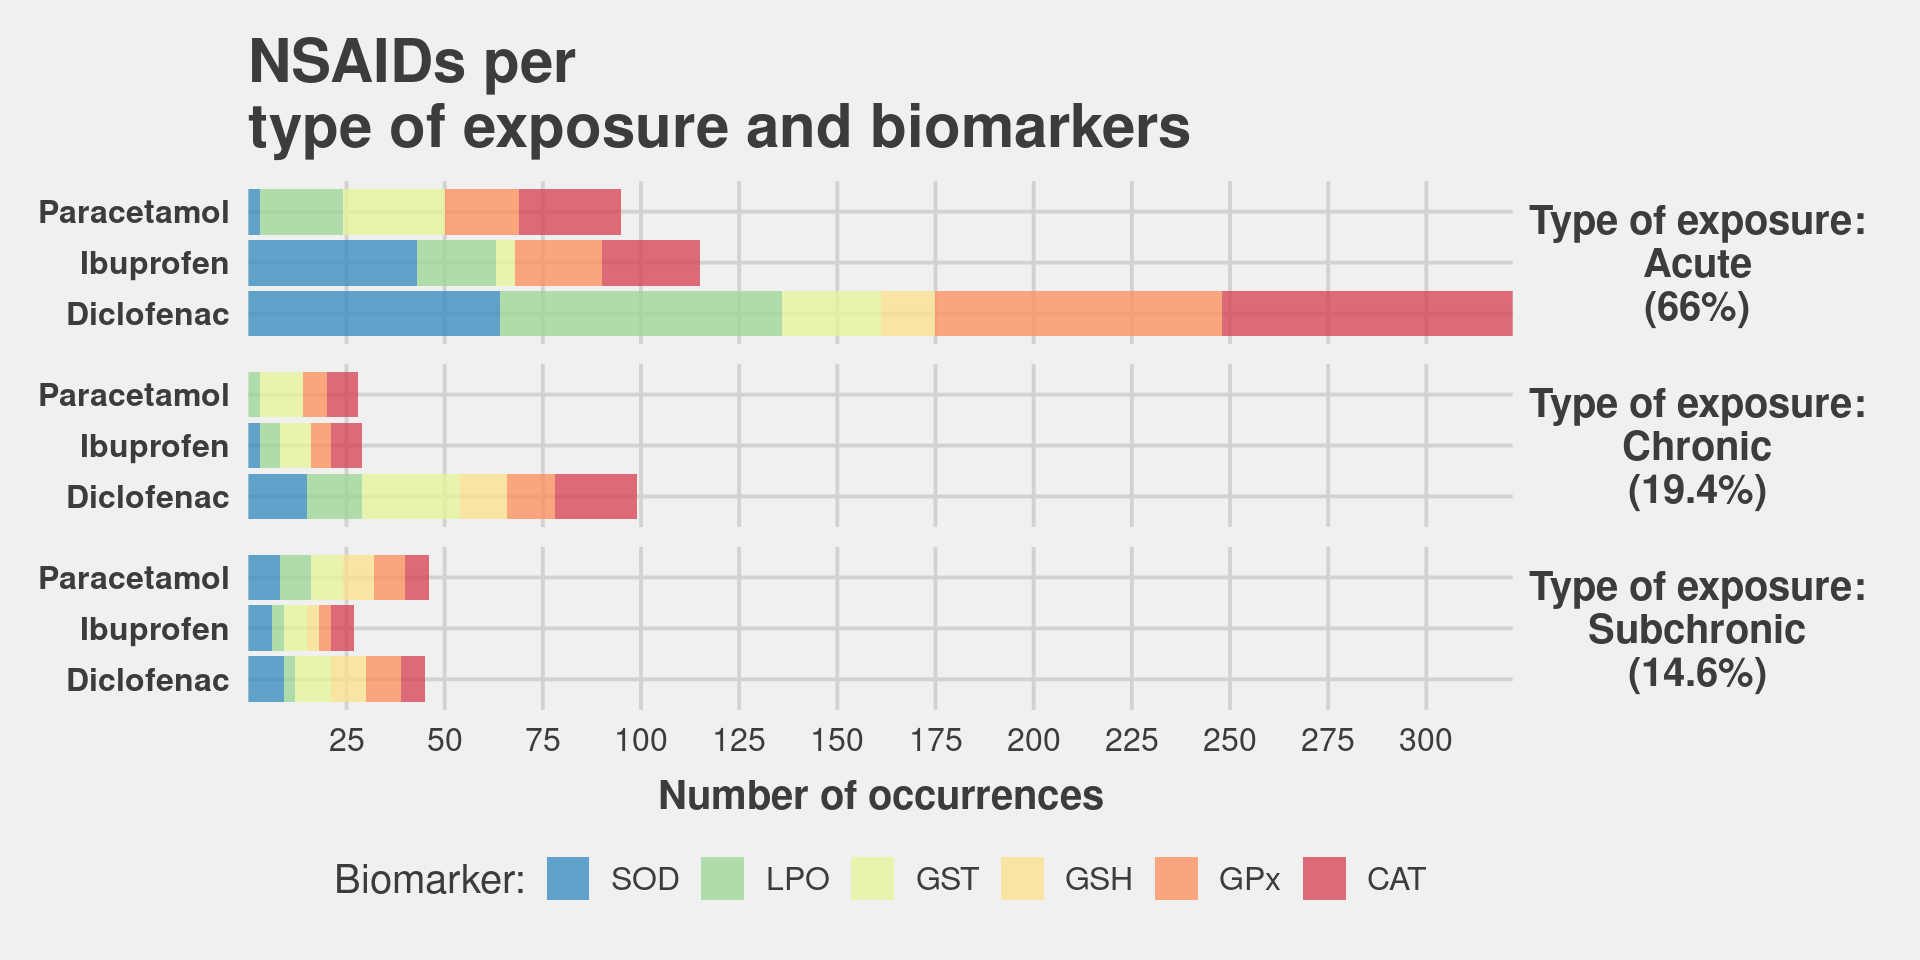 NSAIDs per
type of exposure and biomarkers
Paracetamol
Ibuprofen
Diclofenac
Type of exposure:
Acute
(66%)
Paracetamol
Ibuprofen
Diclofenac
Type of exposure:
Chronic
(19.4%)
Paracetamol
Ibuprofen
Diclofenac
Type of exposure:
Subchronic
(14.6%)
25 50 75 100 125 150 175 200 225 250 275 300
Number of occurrences
Biomarker: SOD LPO GST GSH GPx CAT